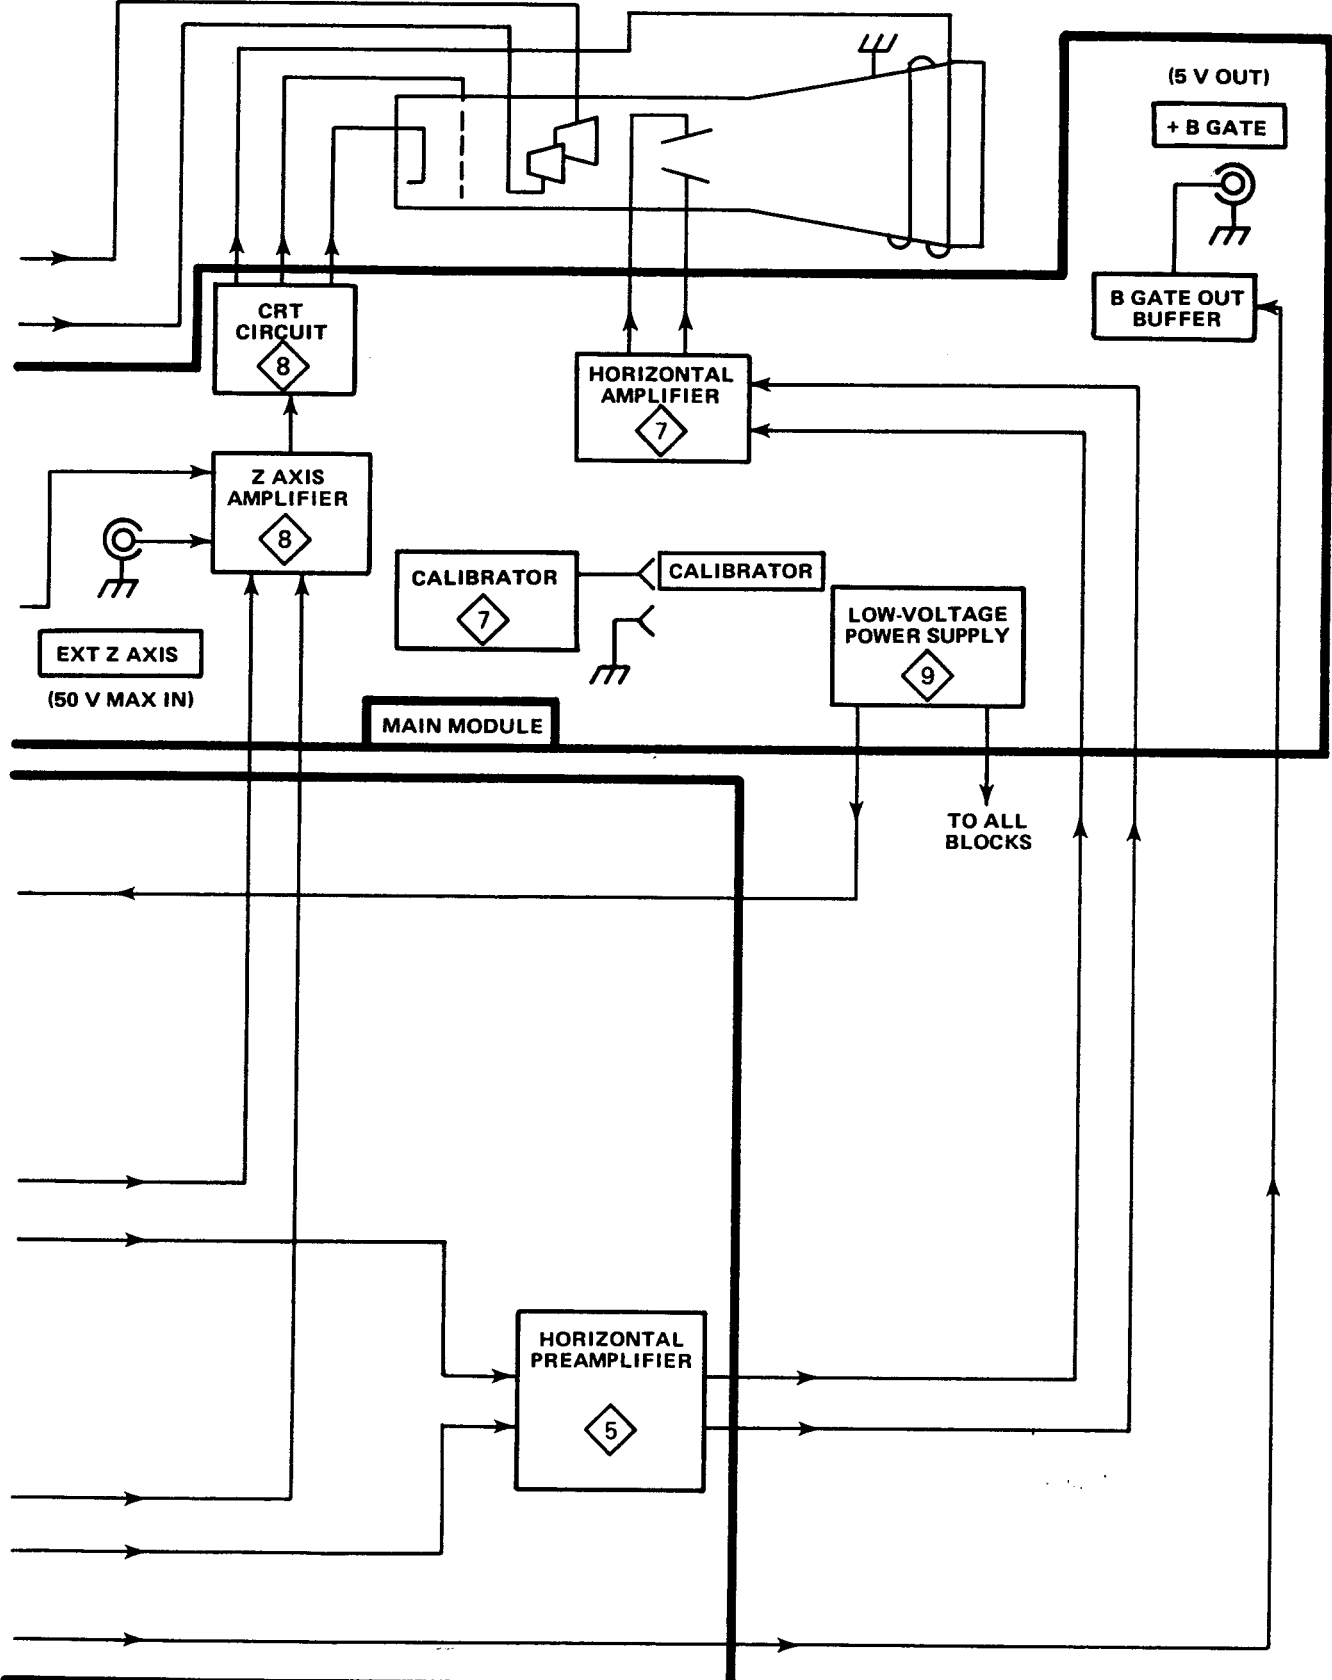 (5 V OUT)
+ B GATE
B GATE OUT
BUFFER
CRT
CIRCUIT
8
HORIZONTAL
AMPLIFIER
7
Z AXIS
AMPLIFIER
8
EXT Z AXIS
(50 V MAX IN)
CALIBRATOR
7
CALIBRATOR
LOW-VOLTAGE
POWER SUPPLY
9
MAIN MODULE
TO ALL
BLOCKS
HORIZONTAL
PREAMPLIFIER
5